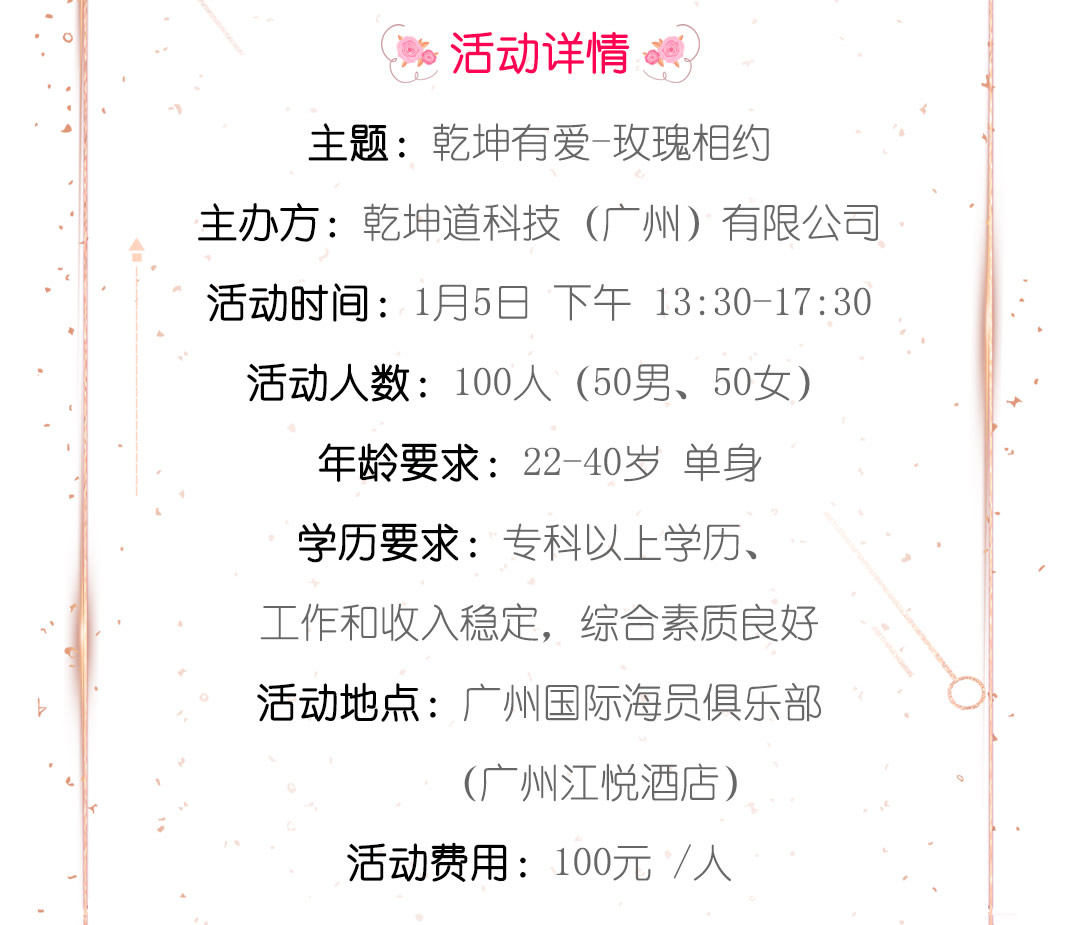 活动详情
主题：乾坤有爱-玫瑰相约
主办方：乾坤道科技（广州）有限公司
活动时间：1月5日 下午 13:30-17:30
活动人数：100人（50男、50女）
年龄要求：22-40岁 单身
学历要求：专科以上学历、
工作和收入稳定，综合素质良好
活动地点：广州国际海员俱乐部
（广州江悦酒店）
活动费用：100元 /人